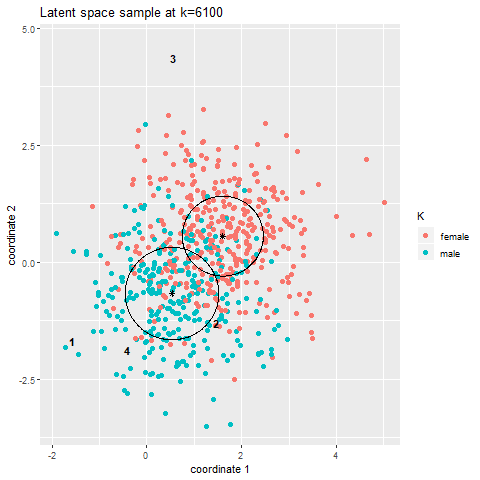 Latent space sample at k=6100
5.0
2.5
0.0
-2.5
-2
0
2
4
coordinate 1
coordinate 2
3
1
4
2
*
*
K
female
male